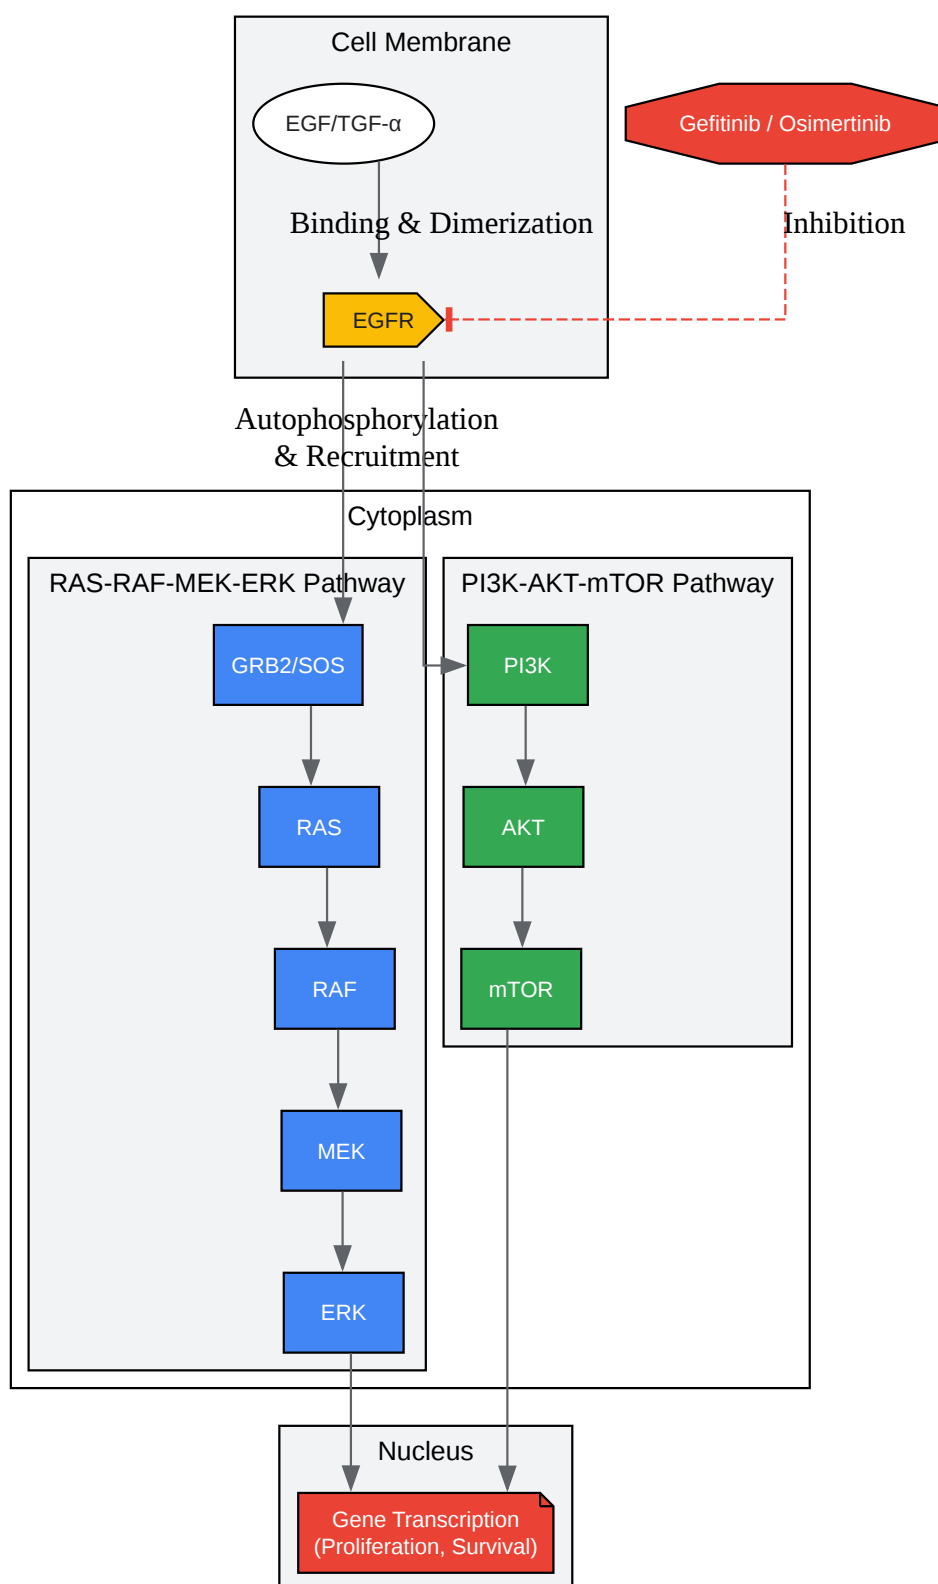 Cell Membrane
EGF/TGF-α
Gefitinib / Osimertinib
Binding & Dimerization
Inhibition
EGFR
Autophosphorylation
& Recruitment
Cytoplasm
RAS-RAF-MEK-ERK Pathway
PI3K-AKT-mTOR Pathway
GRB2/SOS
PI3K
RAS
AKT
RAF
mTOR
MEK
ERK
Nucleus
Gene Transcription
(Proliferation, Survival)